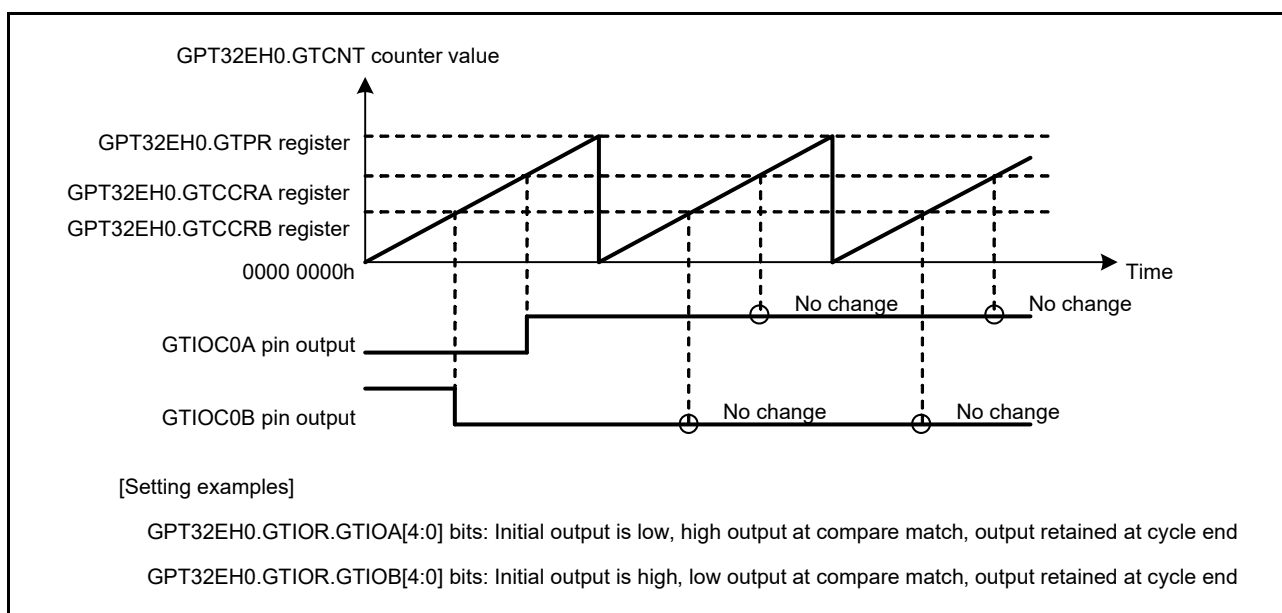 GPT32EH0.GTCNT counter value
GPT32EH0.GTPR register
GPT32EH0.GTCCRA register
GPT32EH0.GTCCRB register
0000 0000h
Time
No change
No change
GTIOC0A pin output
No change
No change
GTIOC0B pin output
[Setting examples]
GPT32EH0.GTIOR.GTIOA[4:0] bits: Initial output is low, high output at compare match, output retained at cycle end
GPT32EH0.GTIOR.GTIOB[4:0] bits: Initial output is high, low output at compare match, output retained at cycle end